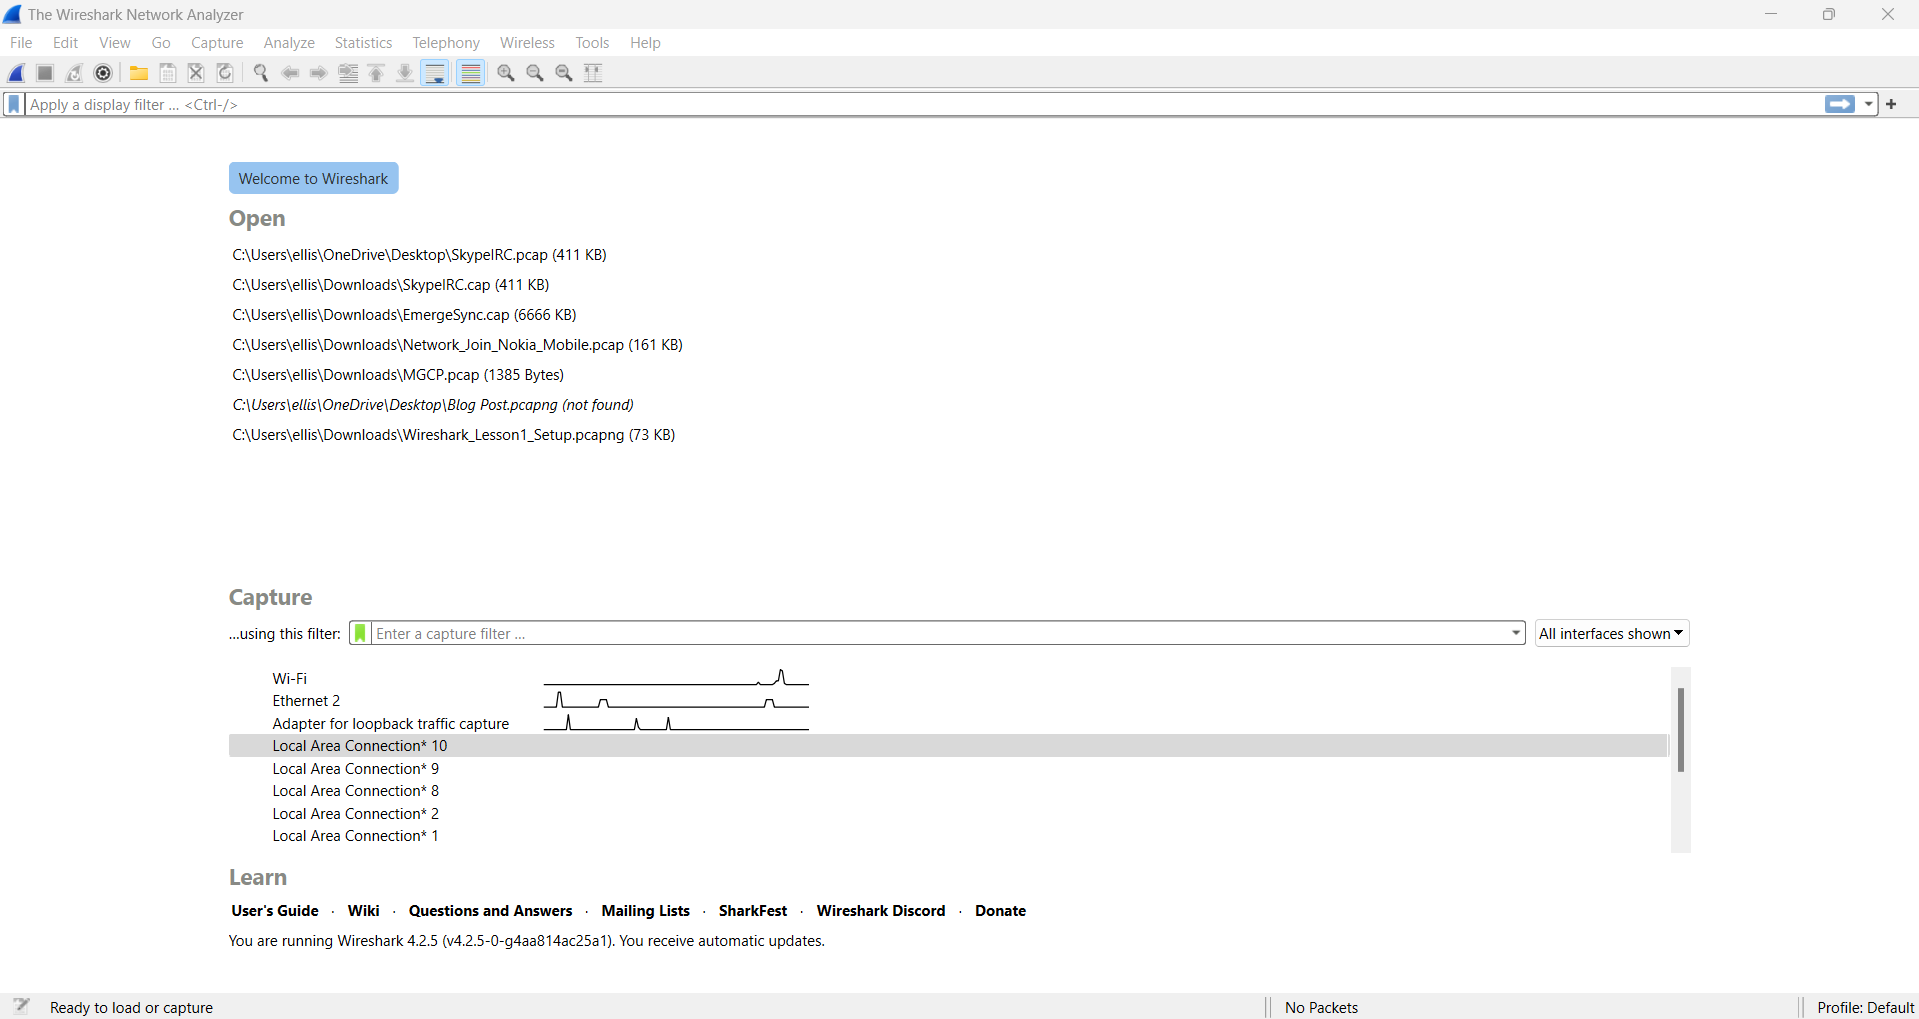 The Wireshark Network Analyzer
File Edit View Go Capture Analyze Statistics Telephony Wireless Tools Help
Apply a display filter ... <Ctrl-/>
Welcome to Wireshark
Open
C:\Users\ellis\OneDrive\Desktop\SkypeIRC.pcap (411 KB)
C:\Users\ellis\Downloads\SkypeIRC.cap (411 KB)
C:\Users\ellis\Downloads\EmergeSync.cap (6666 KB)
C:\Users\ellis\Downloads\Network_Join_Nokia_Mobile.pcap (161 KB)
C:\Users\ellis\Downloads\MGCP.pcap (1385 Bytes)
C:\Users\ellis\OneDrive\Desktop\Blog Post.pcapng (not found)
C:\Users\ellis\Downloads\Wireshark_Lesson1_Setup.pcapng (73 KB)
Capture
...using this filter: Enter a capture filter ... All interfaces shown
Wi-Fi
Ethernet 2
Adapter for loopback traffic capture
Local Area Connection* 10
Local Area Connection* 9
Local Area Connection* 8
Local Area Connection* 2
Local Area Connection* 1
Learn
User's Guide · Wiki · Questions and Answers · Mailing Lists · SharkFest · Wireshark Discord · Donate
You are running Wireshark 4.2.5 (v4.2.5-0-g4aa814ac25a1). You receive automatic updates.
Ready to load or capture No Packets Profile: Default